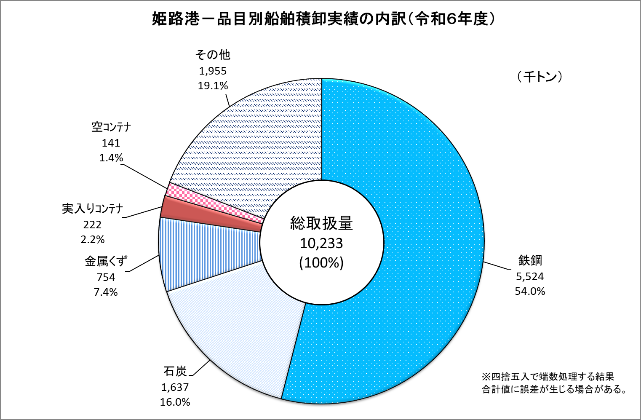 姫路港－品目別船舶積卸実績の内訳（令和６年度）
（千トン）
その他
1,955
19.1%
空ｺﾝﾃﾅ
141
1.4%
実入りｺﾝﾃﾅ
222
2.2%
金属くず
754
7.4%
石炭
1,637
16.0%
総取扱量
10,233
(100%)
鉄鋼
5,524
54.0%
※四捨五入で端数処理する結果
合計値に誤差が生じる場合がある。